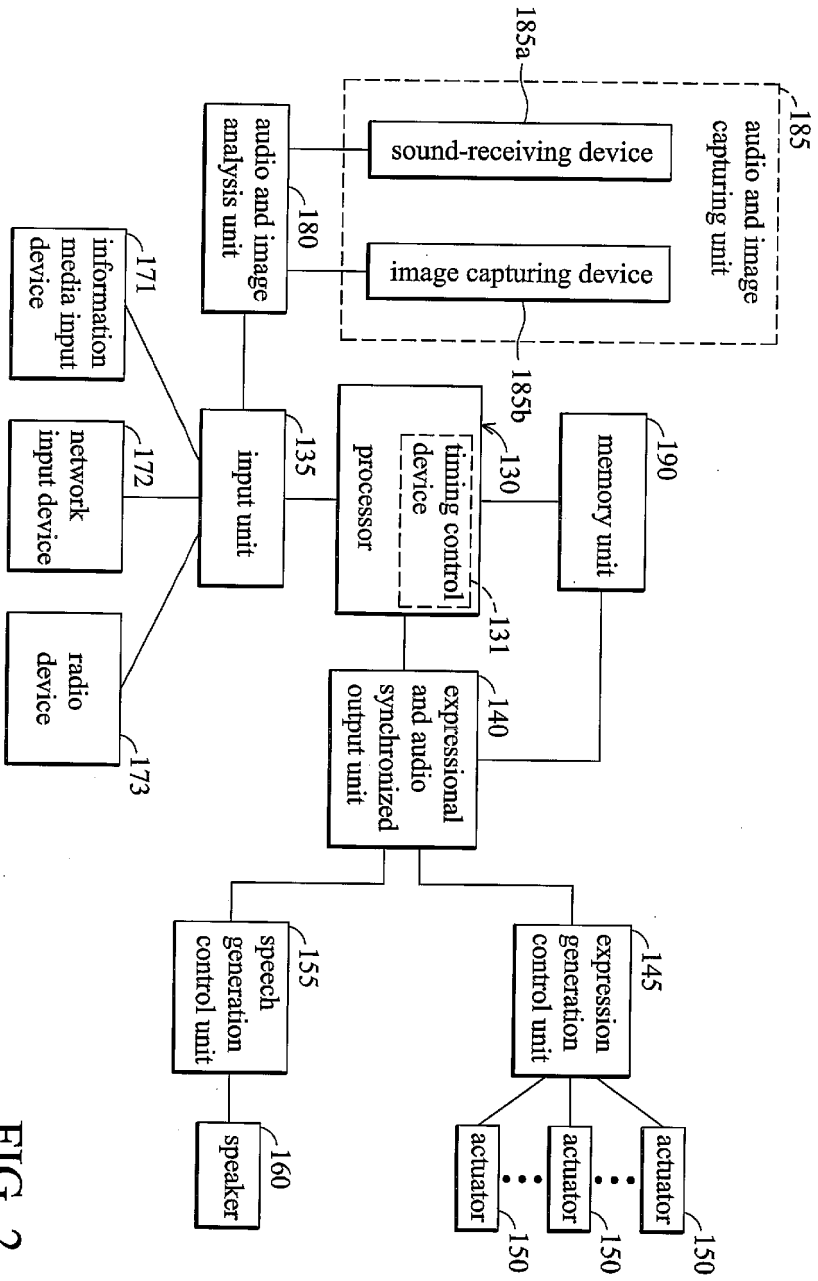 185
audio and image
capturing unit
185a
sound-receiving device
image capturing device
185b
audio and image
analysis unit
180
190
memory unit
130
timing control
device
131
processor
135
input unit
171
information
media input
device
172
network
input device
173
radio
device
140
expressional
and audio
synchronized
output unit
145
expression
generation
control unit
155
speech
generation
control unit
actuator
150
actuator
150
actuator
150
160
speaker
FIG. 2